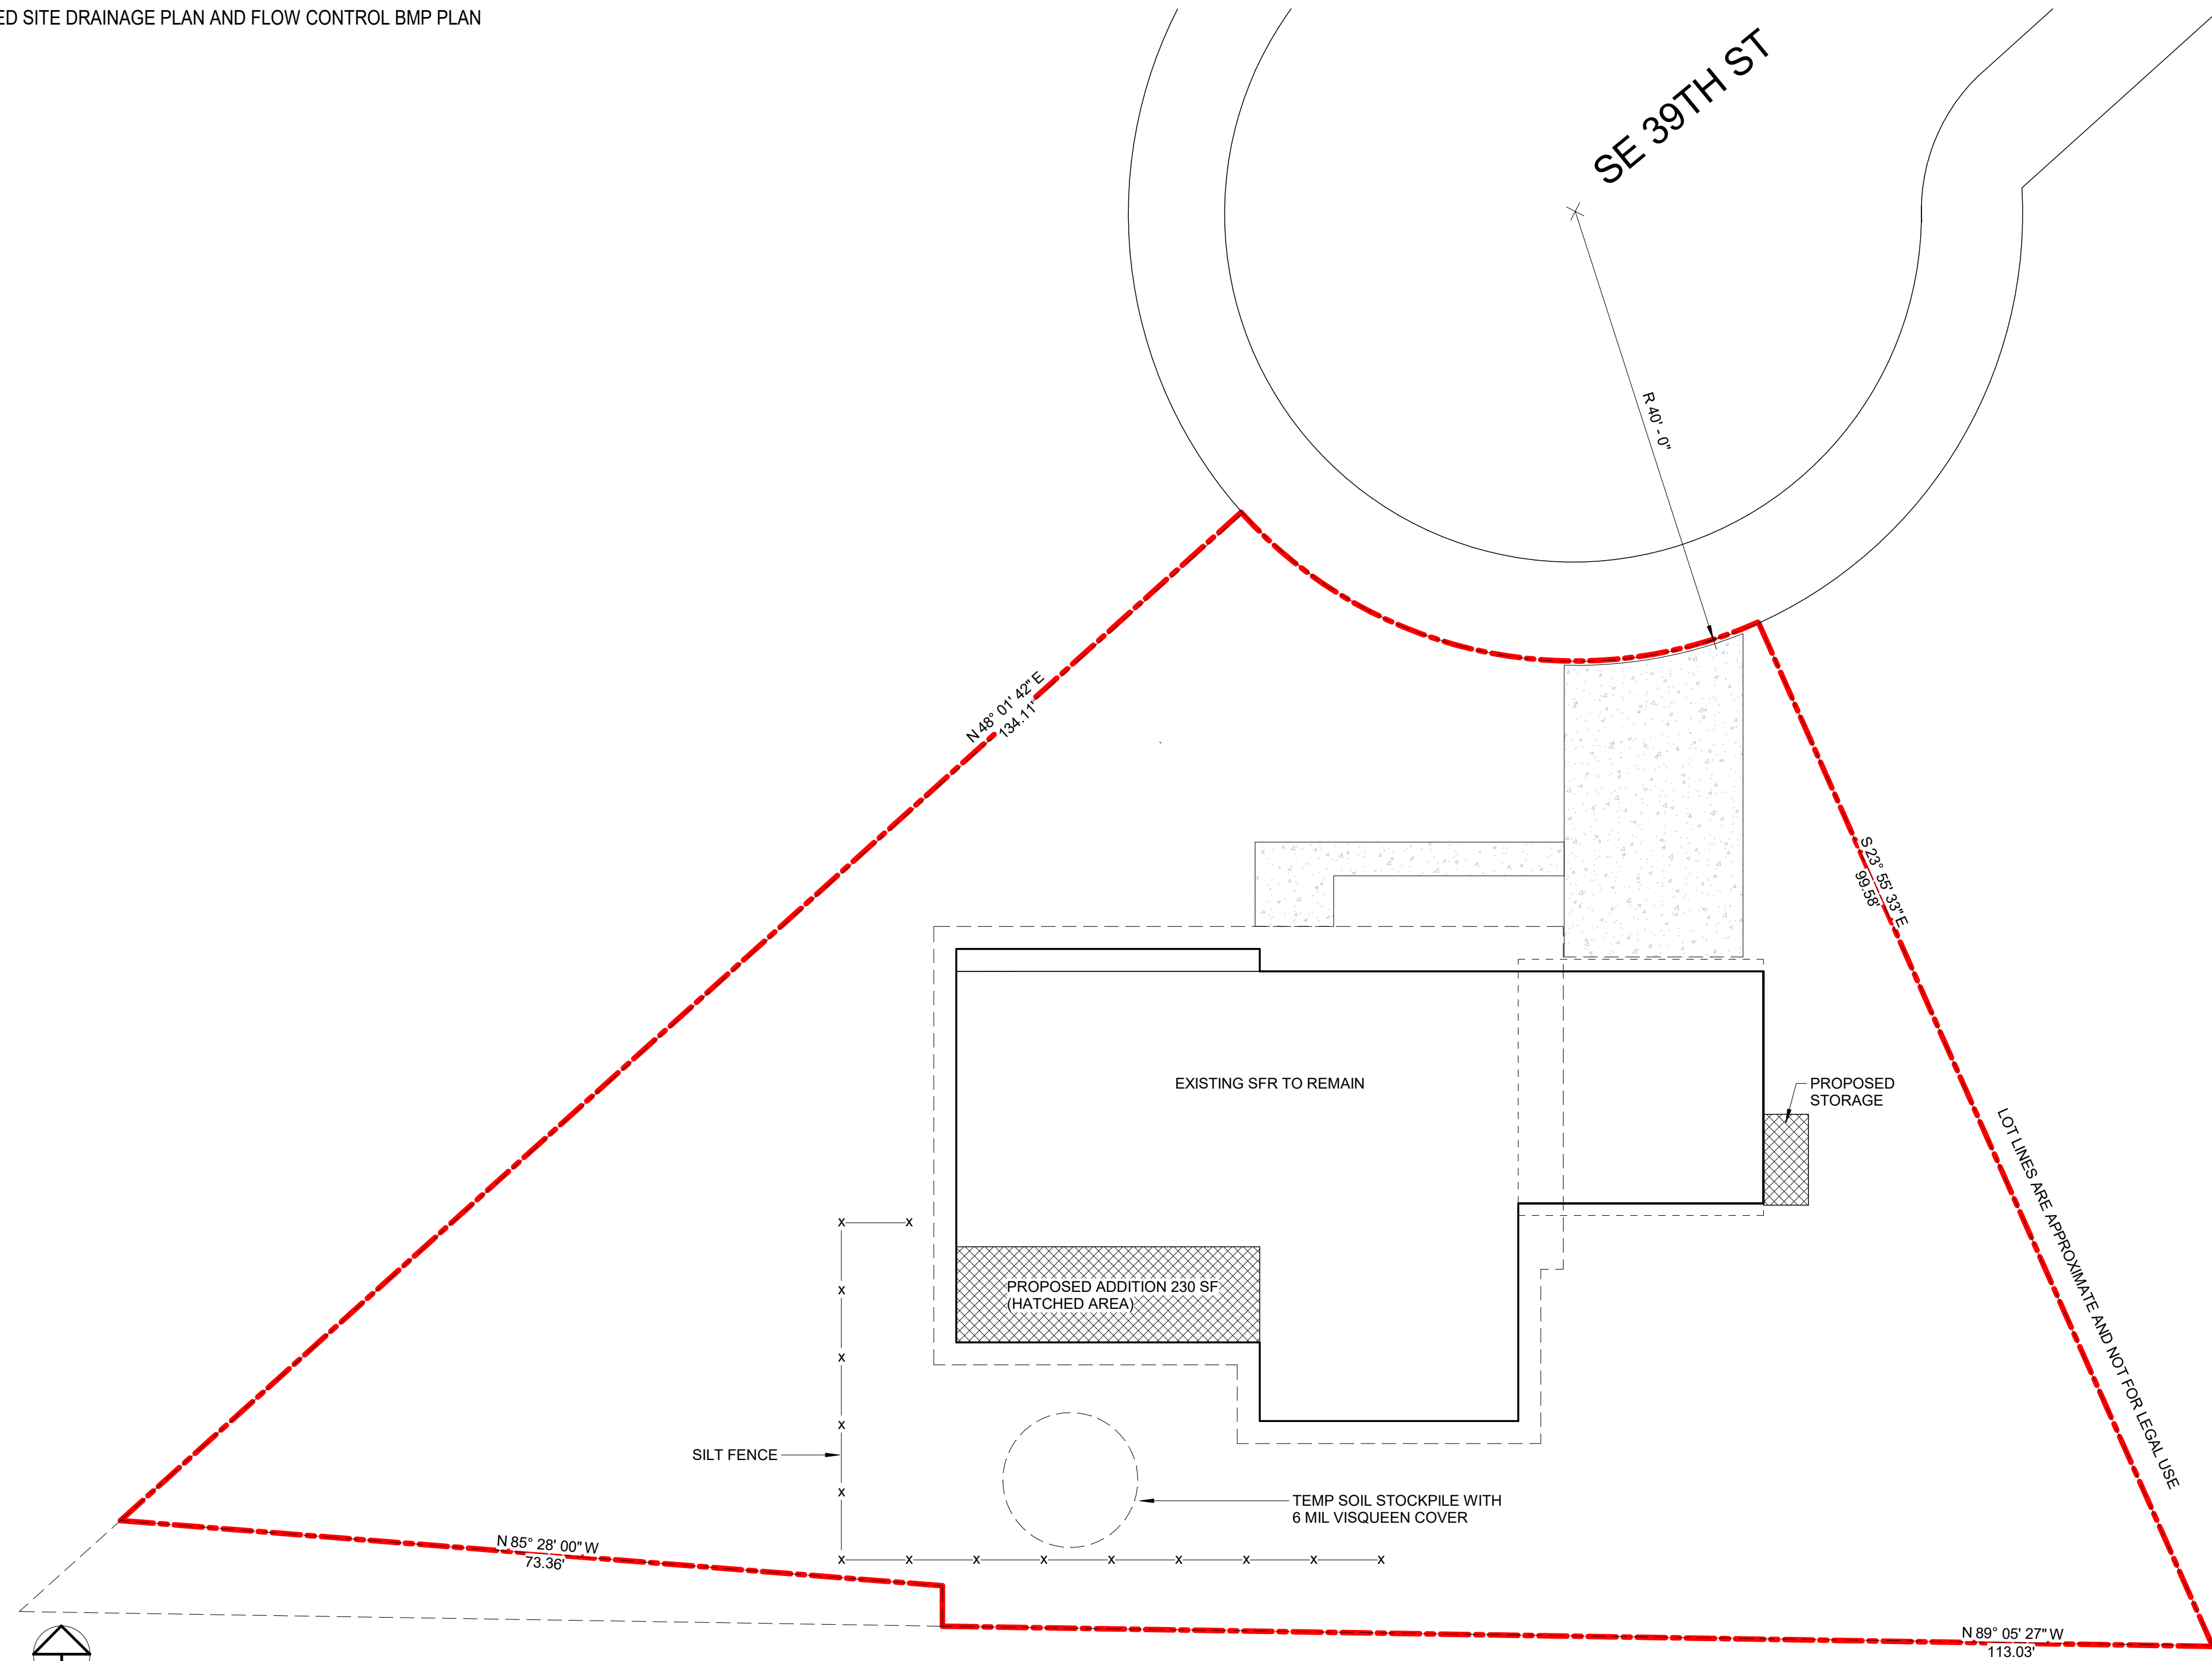 ED SITE DRAINAGE PLAN AND FLOW CONTROL BMP PLAN
SE 39TH ST
R 40' - 0"
N 48° 01' 42" E
134.11'
S 23° 55' 33" E
99.58'
EXISTING SFR TO REMAIN
PROPOSED
STORAGE
LOT LINES ARE APPROXIMATE AND NOT FOR LEGAL USE
PROPOSED ADDITION 230 SF
(HATCHED AREA)
SILT FENCE
TEMP SOIL STOCKPILE WITH
6 MIL VISQUEEN COVER
N 85° 28' 00" W
73.36'
N 89° 05' 27" W
113.03'